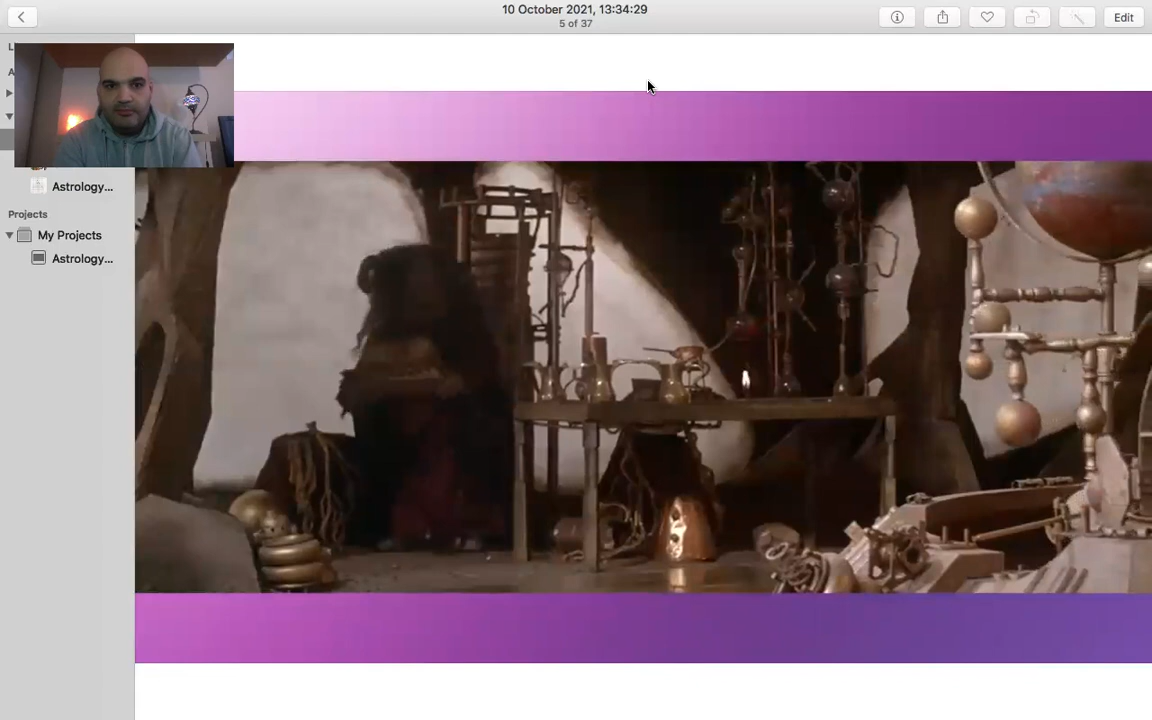 10 October 2021, 13:34:29
5 of 37
Edit
L
A
Astrology...
Projects
My Projects
Astrology...